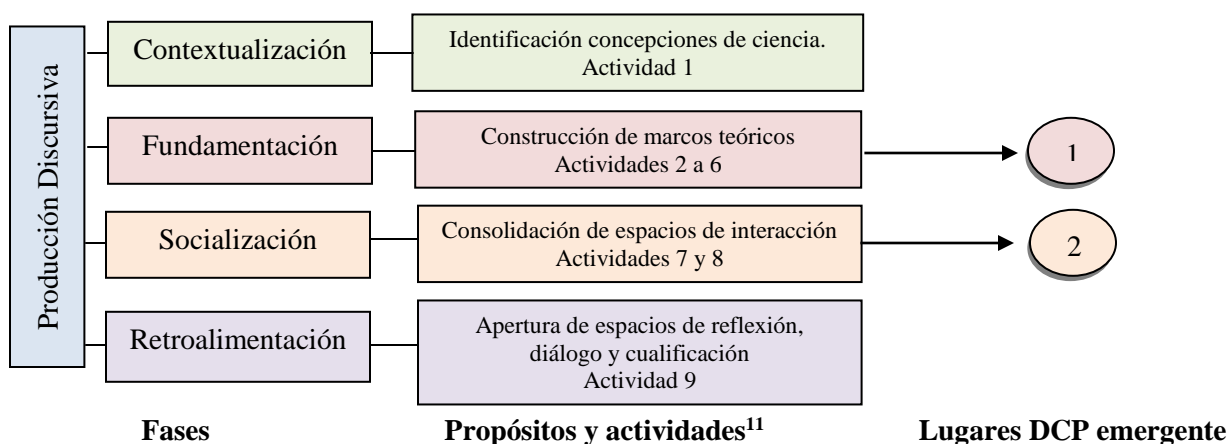 Producción Discursiva
Contextualización
Identificación concepciones de ciencia.
Actividad 1
Fundamentación
Construcción de marcos teóricos
Actividades 2 a 6
1
Socialización
Consolidación de espacios de interacción
Actividades 7 y 8
2
Retroalimentación
Apertura de espacios de reflexión,
diálogo y cualificación
Actividad 9
Fases Propósitos y actividades¹¹ Lugares DCP emergente